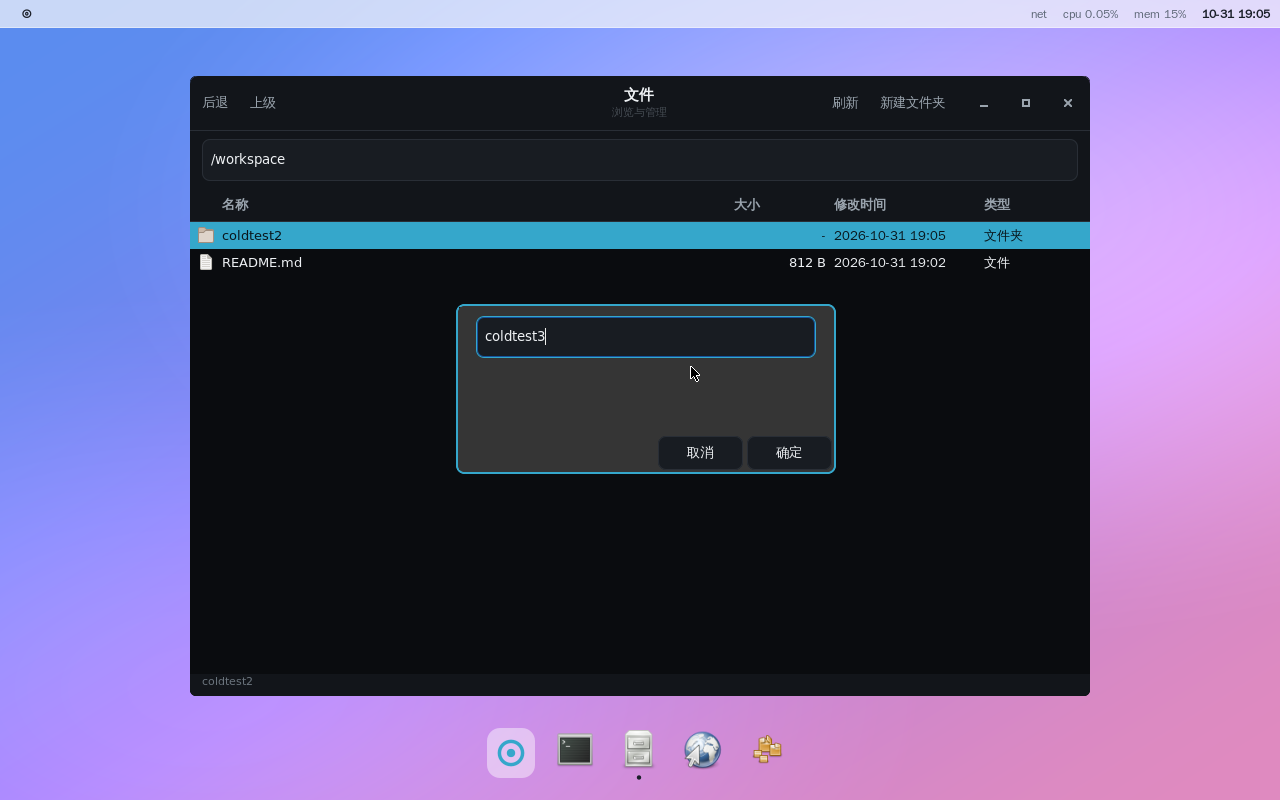 net cpu 0.05% mem 15% 10-31 19:05
后退 上级 文件 刷新 新建文件夹
浏览与管理
/workspace
名称 大小 修改时间 类型
coldtest2 - 2026-10-31 19:05 文件夹
README.md 812 B 2026-10-31 19:02 文件
coldtest3
取消 确定
coldtest2